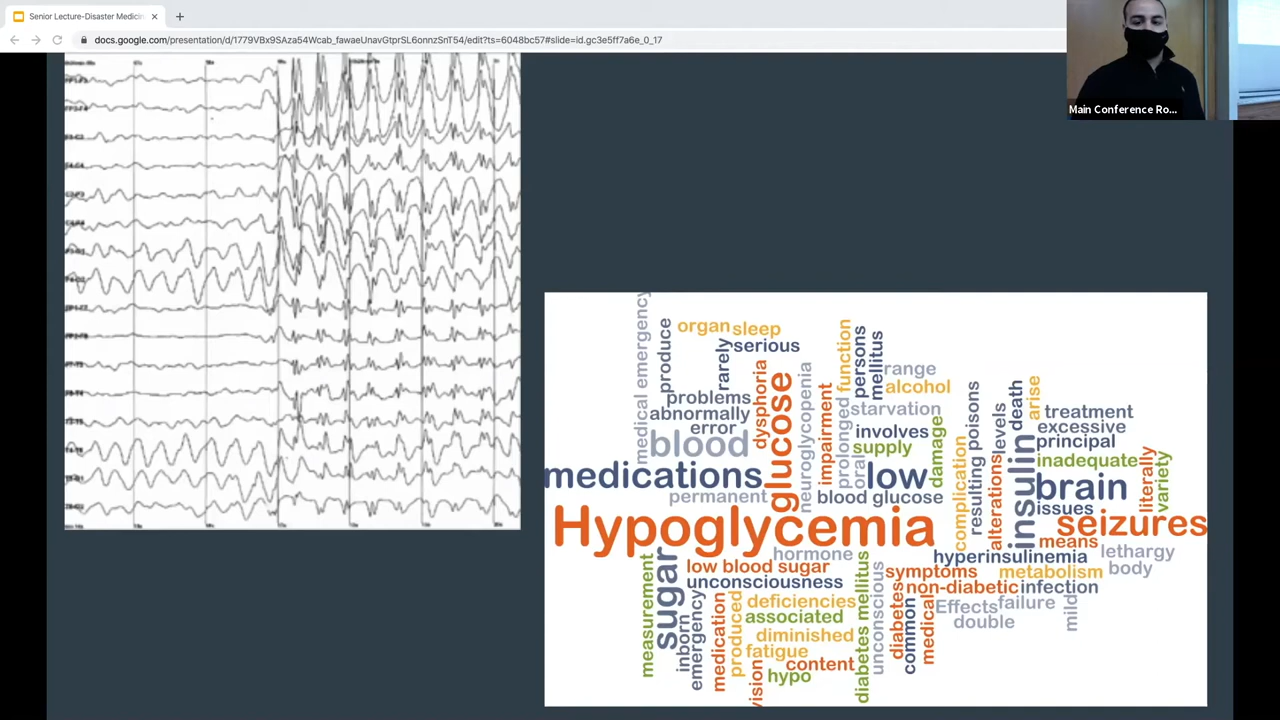 Senior Lecture-Disaster Medicin
docs.google.com/presentation/d/1779VBx9SAza54Wcab_fawaeUnavGtprSL6onnzSnT54/edit?ts=6048bc57#slide=id.gc3e5ff7a6e_0_17
Main Conference Ro...
medical emergency
produce
organ
sleep
rarely
serious
problems
abnormally
error
blood
dysphoria
glucose
neuroglycopenia
impairment
function
prolonged
oral
persons
mellitus
range
alcohol
starvation
involves
supply
damage
medications
low
permanent
blood glucose
complication
poisons
resulting
levels
alterations
death
insulin
arise
treatment
excessive
principal
inadequate
brain
issues
literally
variety
Hypoglycemia
seizures
means
hormone
hyperinsulinemia
lethargy
body
low blood sugar
unconsciousness
symptoms
metabolism
non-diabetic
infection
measurement
sugar
inborn
emergency
medication
produced
deficiencies
associated
diminished
fatigue
content
vision
hypo
diabetes mellitus
unconscious
diabetes
common
medical
Effects
failure
double
mild